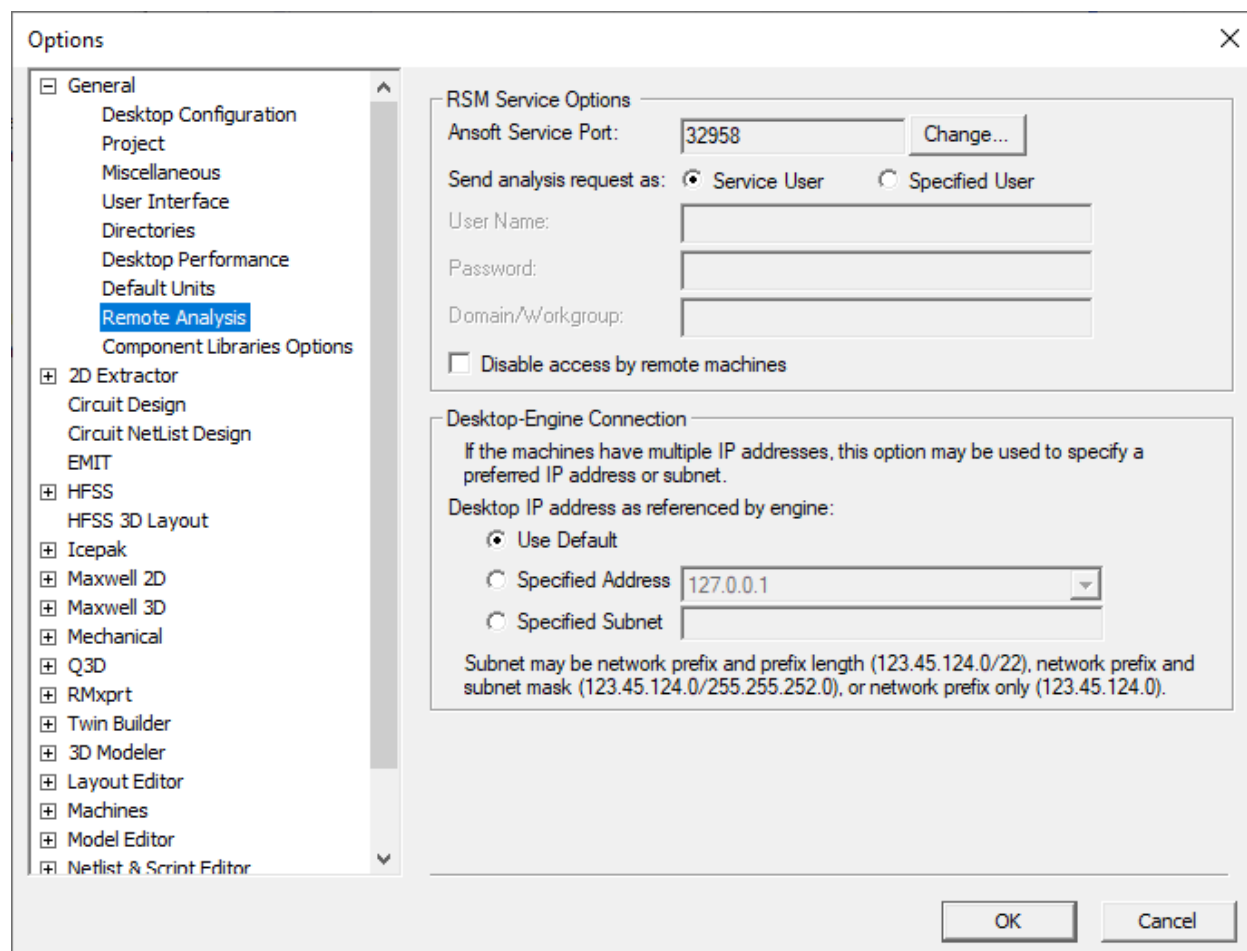 Options
General
Desktop Configuration
Project
Miscellaneous
User Interface
Directories
Desktop Performance
Default Units
Remote Analysis
Component Libraries Options
2D Extractor
Circuit Design
Circuit NetList Design
EMIT
HFSS
HFSS 3D Layout
Icepak
Maxwell 2D
Maxwell 3D
Mechanical
Q3D
RMxprt
Twin Builder
3D Modeler
Layout Editor
Machines
Model Editor
Netlist & Script Editor
RSM Service Options
Ansoft Service Port: 32958 Change...
Send analysis request as: Service User Specified User
User Name:
Password:
Domain/Workgroup:
Disable access by remote machines
Desktop-Engine Connection
If the machines have multiple IP addresses, this option may be used to specify a
preferred IP address or subnet.
Desktop IP address as referenced by engine:
Use Default
Specified Address 127.0.0.1
Specified Subnet
Subnet may be network prefix and prefix length (123.45.124.0/22), network prefix and
subnet mask (123.45.124.0/255.255.252.0), or network prefix only (123.45.124.0).
OK Cancel